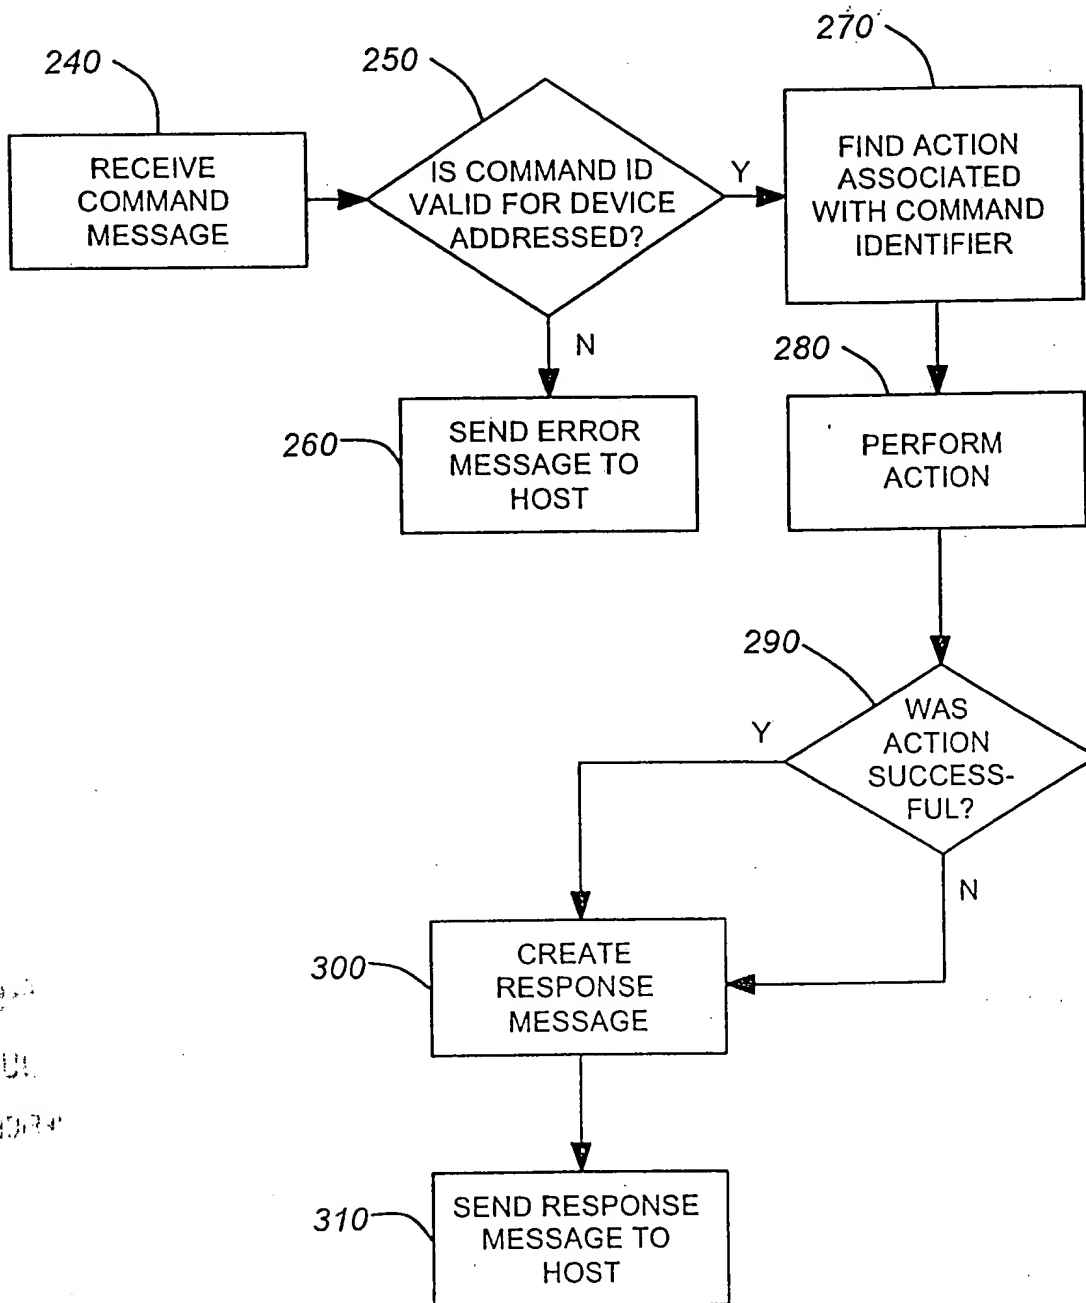 240
RECEIVE
COMMAND
MESSAGE
250
IS COMMAND ID
VALID FOR DEVICE
ADDRESSED?
Y
N
260
SEND ERROR
MESSAGE TO
HOST
270
FIND ACTION
ASSOCIATED
WITH COMMAND
IDENTIFIER
280
PERFORM
ACTION
290
WAS
ACTION
SUCCESS-
FUL?
Y
N
300
CREATE
RESPONSE
MESSAGE
310
SEND RESPONSE
MESSAGE TO
HOST